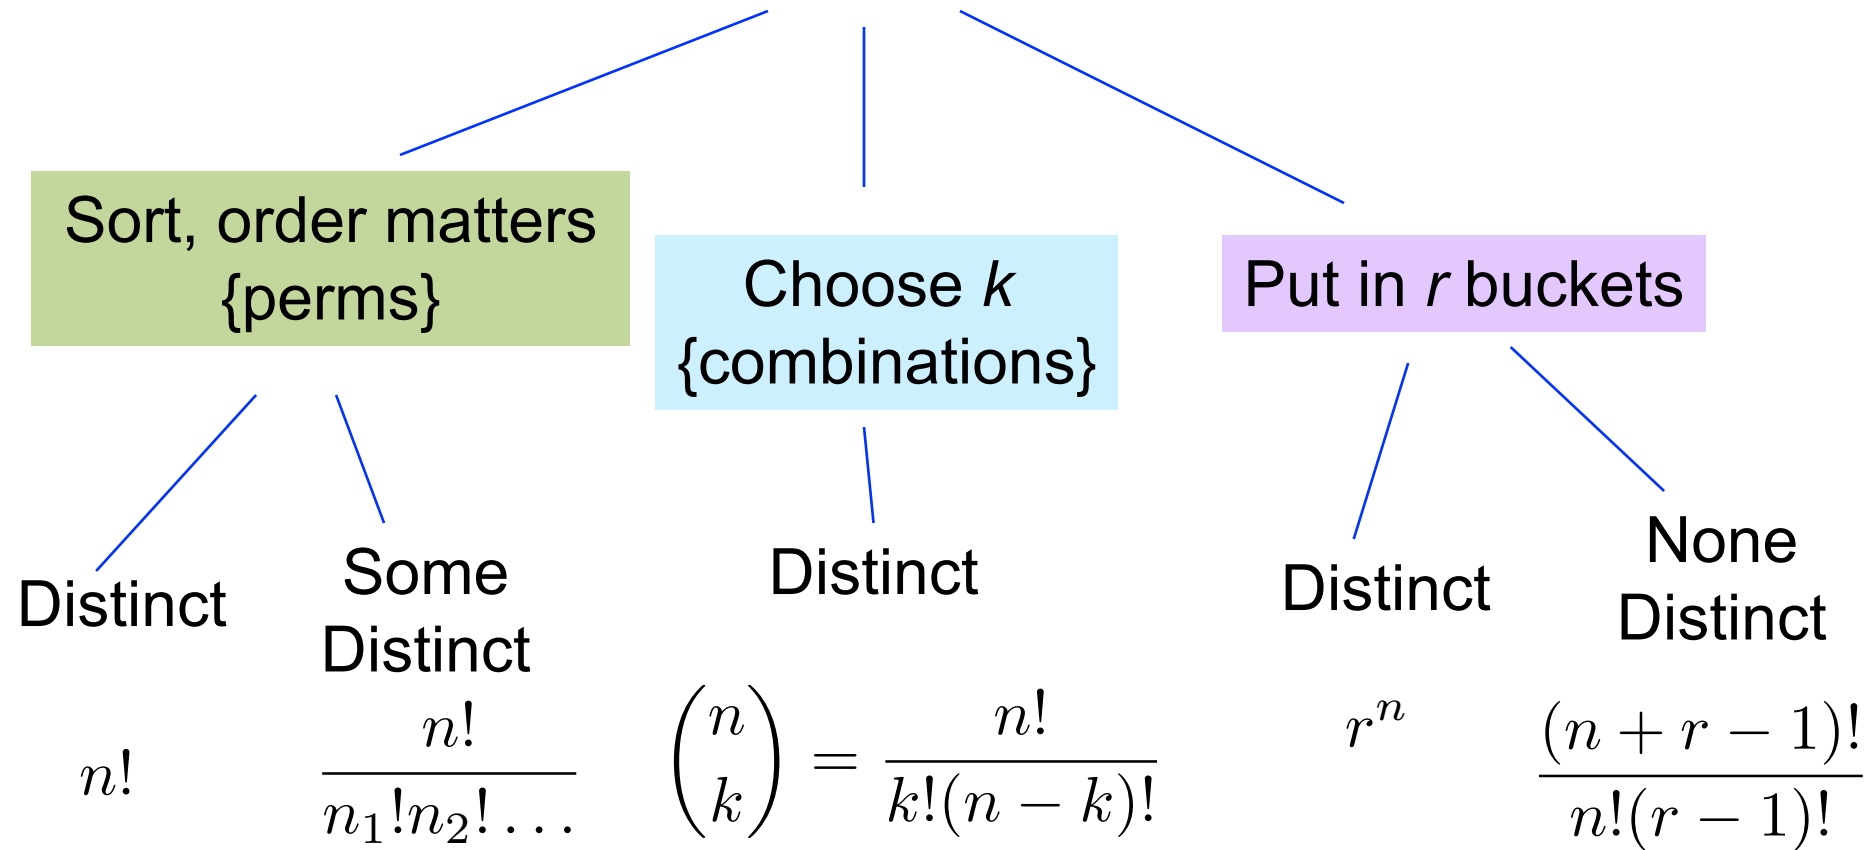 Sort, order matters
{perms}
Choose k
{combinations}
Put in r buckets
Distinct
Some
Distinct
Distinct
Distinct
None
Distinct
n!
n!
n₁!n₂!...
(n k) = n! / k!(n − k)!
rⁿ
(n + r − 1)!
n!(r − 1)!